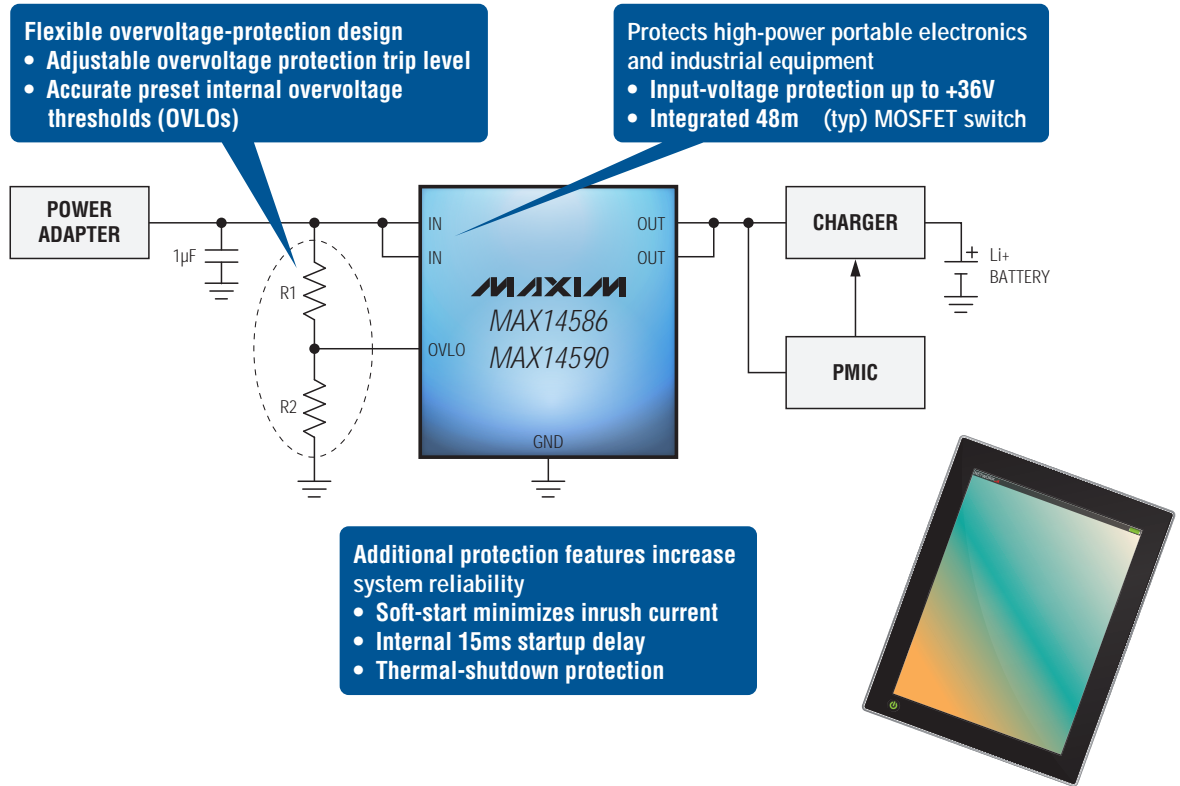 Flexible overvoltage-protection design
• Adjustable overvoltage protection trip level
• Accurate preset internal overvoltage
thresholds (OVLOs)
Protects high-power portable electronics
and industrial equipment
• Input-voltage protection up to +36V
• Integrated 48m (typ) MOSFET switch
POWER
ADAPTER
1µF
R1
R2
IN
IN
OVLO
OUT
OUT
MAXIM
MAX14586
MAX14590
GND
CHARGER
PMIC
+ Li+
BATTERY
Additional protection features increase
system reliability
• Soft-start minimizes inrush current
• Internal 15ms startup delay
• Thermal-shutdown protection
NETWORK